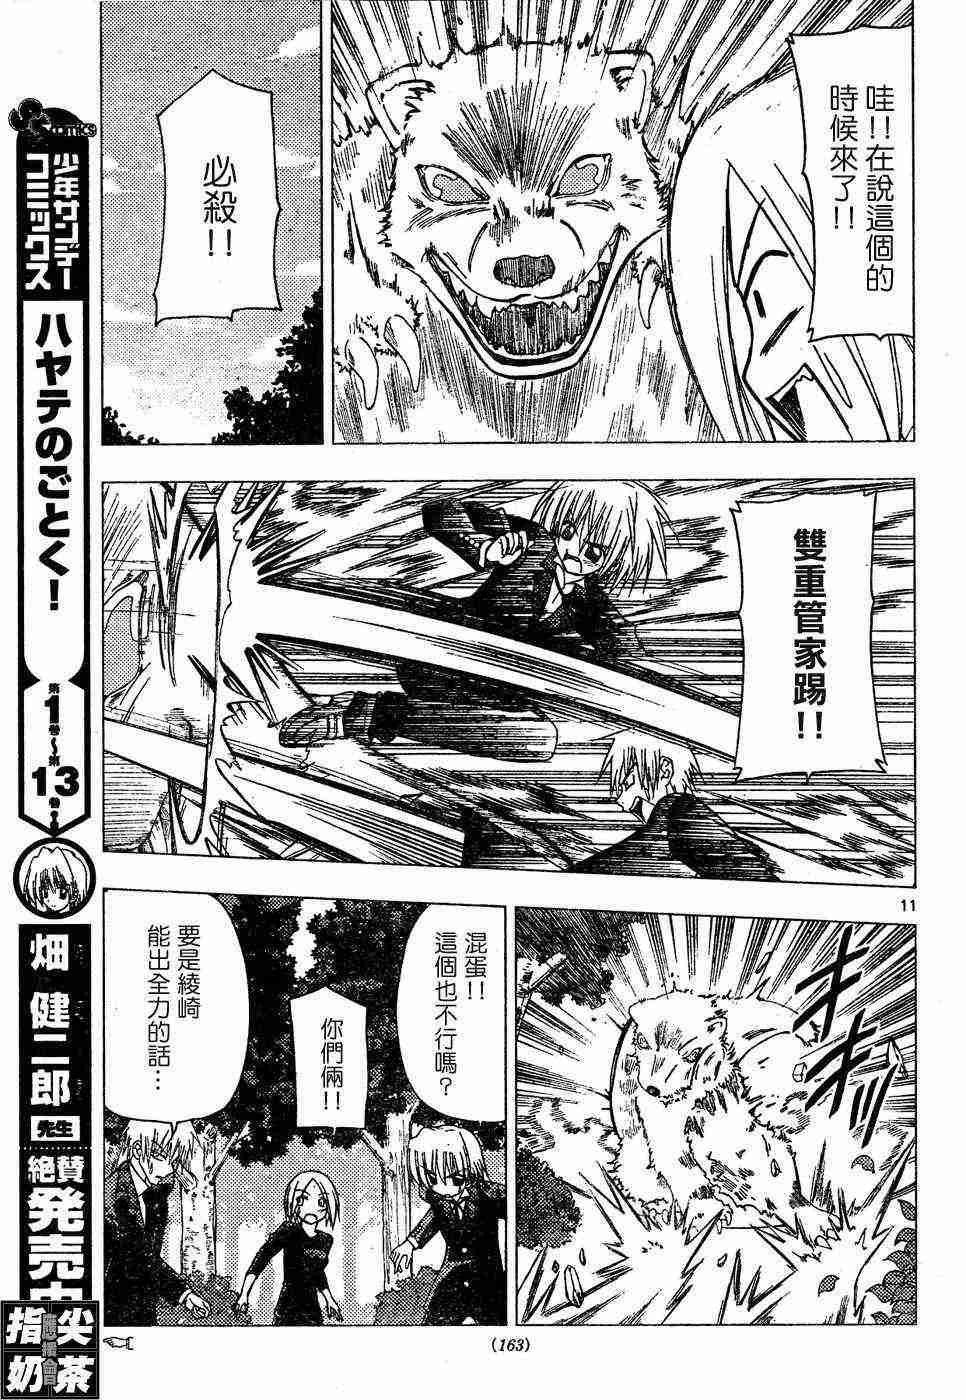 哇!!在說這個的
時候來了!!
必殺!!
雙重管家踢!!
11
混蛋!!
這個也不行嗎?
你們倆!!
要是綾崎
能出全力的話…
(163)
comics
少年サンデー
コミックス
ハヤテのごとく!
第1巻~第13巻
畑健二郎
先生
絶賛
発売中
指尖
奶茶
應援會